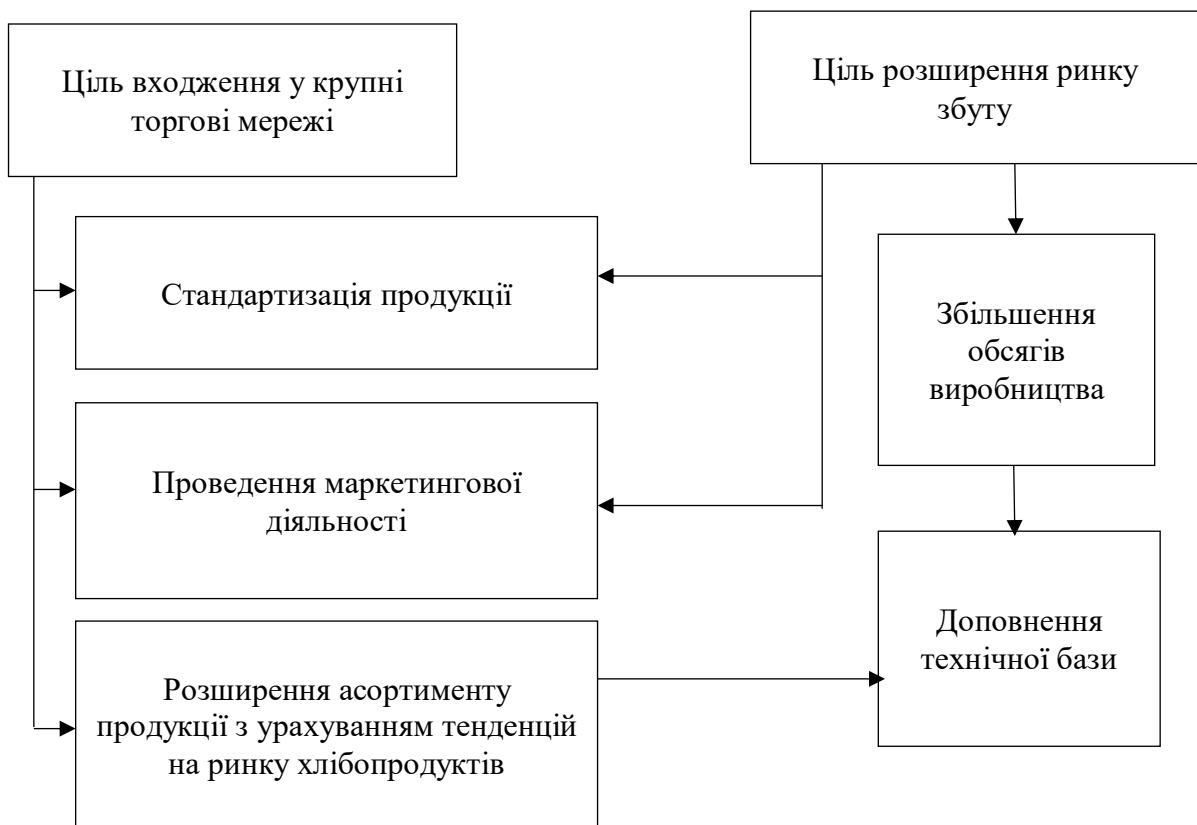 Ціль входження у крупні
торгові мережі
Ціль розширення ринку
збуту
Стандартизація продукції
Збільшення
обсягів
виробництва
Проведення маркетингової
діяльності
Доповнення
технічної бази
Розширення асортименту
продукції з урахуванням тенденцій
на ринку хлібопродуктів